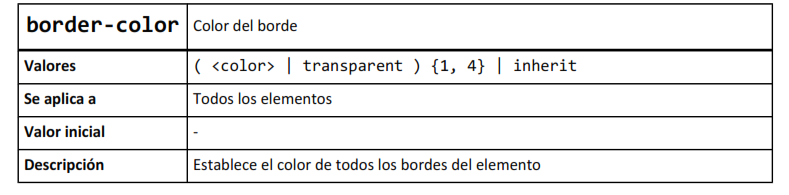 border-color Color del borde
Valores ( <color> | transparent ) {1, 4} | inherit
Se aplica a Todos los elementos
Valor inicial -
Descripción Establece el color de todos los bordes del elemento